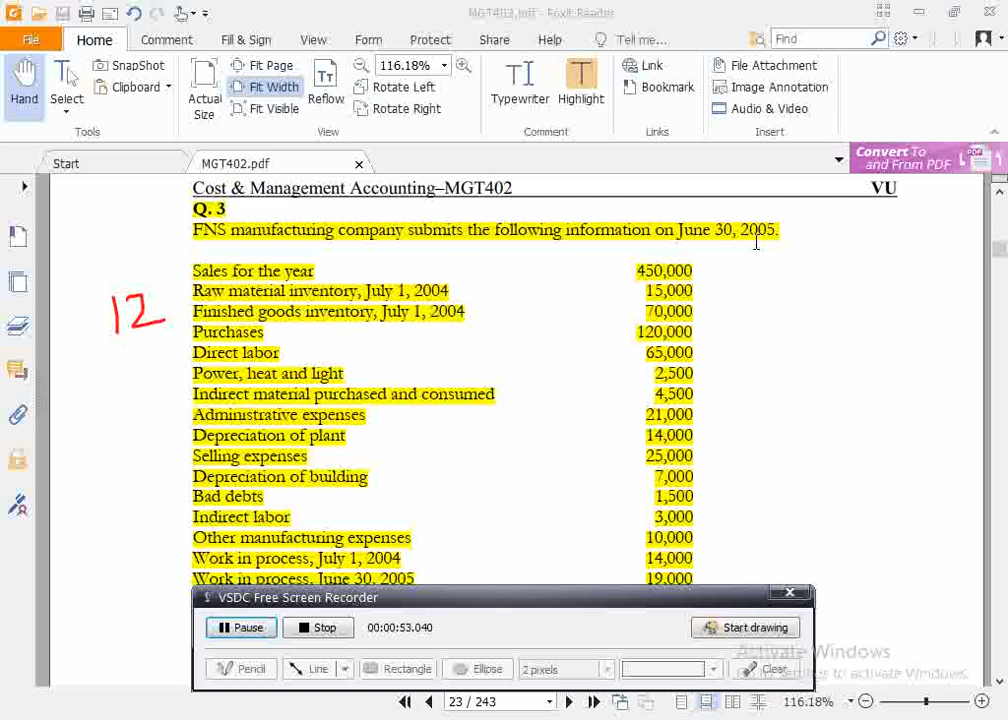 MGT402.pdf - Foxit Reader
File Home Comment Fill & Sign View Form Protect Share Help Tell me... Find
Hand
Select
SnapShot
Clipboard
Tools
Actual Size
Fit Page
Fit Width
Fit Visible
Reflow
116.18%
Rotate Left
Rotate Right
View
Typewriter
Highlight
Comment
Link
Bookmark
Links
File Attachment
Image Annotation
Audio & Video
Insert
Start MGT402.pdf
Convert To
and From PDF
PDF
Cost & Management Accounting–MGT402 VU
Q. 3
FNS manufacturing company submits the following information on June 30, 2005.
Sales for the year 450,000
Raw material inventory, July 1, 2004 15,000
12
Finished goods inventory, July 1, 2004 70,000
Purchases 120,000
Direct labor 65,000
Power, heat and light 2,500
Indirect material purchased and consumed 4,500
Administrative expenses 21,000
Depreciation of plant 14,000
Selling expenses 25,000
Depreciation of building 7,000
Bad debts 1,500
Indirect labor 3,000
Other manufacturing expenses 10,000
Work in process, July 1, 2004 14,000
Work in process, June 30, 2005 19,000
VSDC Free Screen Recorder
Pause Stop 00:00:53.040 Start drawing
Pencil Line Rectangle Ellipse 2 pixels Clear
Activate Windows
to Settings to activate Windows.
23 / 243 116.18%